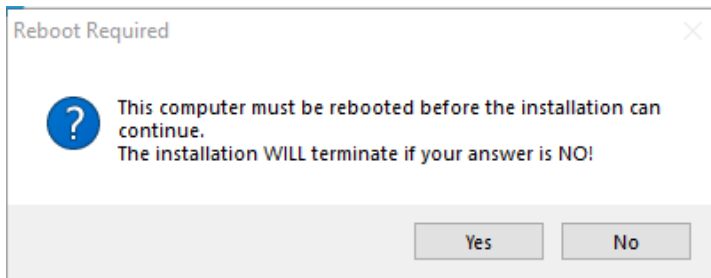 Reboot Required
This computer must be rebooted before the installation can
continue.
The installation WILL terminate if your answer is NO!
Yes
No